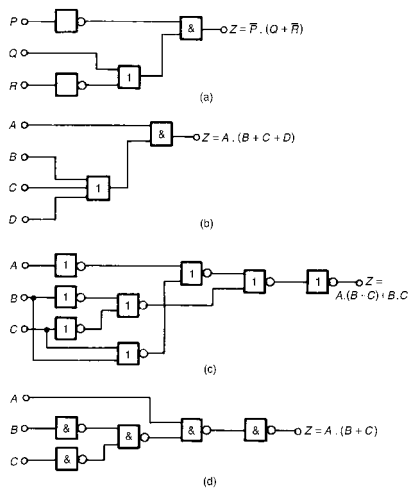 P
&
Z = P̅ . (Q + R̅)
Q
1
R
(a)
A
&
Z = A . (B + C + D)
B
1
C
D
(b)
A 1 1
1 1 Z =
B 1 1 A.(B · C) + B.C
C 1
1
(c)
A
B & & & Z = A . (B + C)
&
C &
(d)